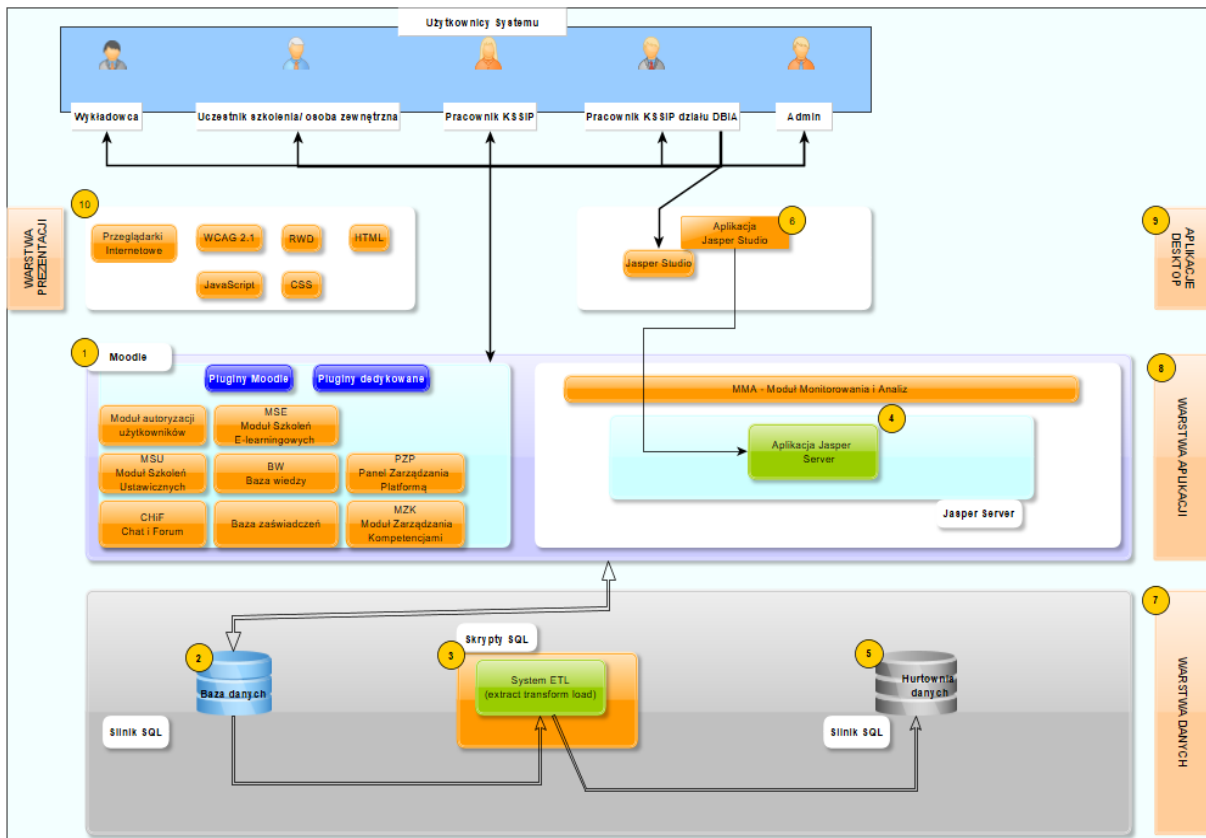 Użytkownicy Systemu
Wykładowca
Uczestnik szkolenia/ osoba zewnętrzna
Pracownik KSSIP
Pracownik KSSIP działu DBIA
Admin
WARSTWA
PREZENTACJI
10
Przeglądarki
Internetowe
WCAG 2.1
RWD
HTML
JavaScript
CSS
Aplikacja
Jasper Studio
6
Jasper Studio
9
APLIKACJE
DESKTOP
1
Moodle
Pluginy Moodle
Pluginy dedykowane
Moduł autoryzacji
użytkowników
MSE
Moduł Szkoleń
E-learningowych
MSU
Moduł Szkoleń
Ustawicznych
BW
Baza wiedzy
PZP
Panel Zarządzania
Platformą
CHiF
Chat i Forum
Baza zaświadczeń
MZK
Moduł Zarządzania
Kompetencjami
MMA - Moduł Monitorowania i Analiz
4
Aplikacja Jasper
Server
Jasper Server
8
WARSTWA APLIKACJI
2
Baza danych
Silnik SQL
Skrypty SQL
3
System ETL
(extract transform load)
5
Hurtownia
danych
Silnik SQL
7
WARSTWA DANYCH